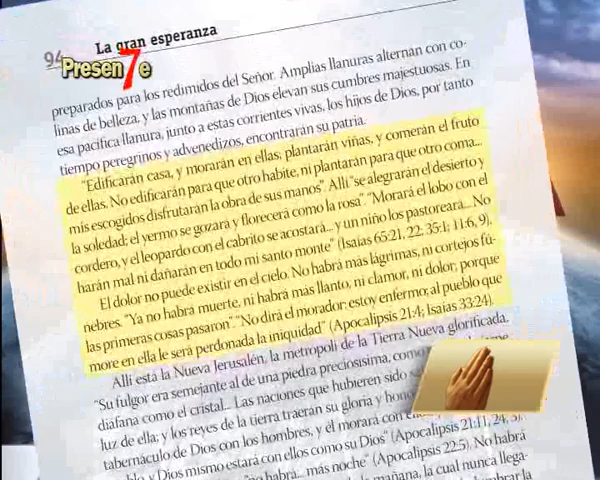 94
La gran esperanza
Presen7e
preparados para los redimidos del Señor. Amplias llanuras alternan con co-
linas de belleza, y las montañas de Dios elevan sus cumbres majestuosas. En
esa pacífica llanura, junto a estas corrientes vivas, los hijos de Dios, por tanto
tiempo peregrinos y advenedizos, encontrarán su patria.
"Edificarán casa, y morarán en ellas; plantarán viñas, y comerán el fruto
de ellas. No edificarán para que otro habite, ni plantarán para que otro coma...
mis escogidos disfrutarán la obra de sus manos". Allí "se alegrarán el desierto y
la soledad; el yermo se gozará y florecerá como la rosa". "Morará el lobo con el
cordero, y el leopardo con el cabrito se acostará... y un niño los pastoreará... No
harán mal ni dañarán en todo mi santo monte" (Isaías 65:21, 22; 35:1; 11:6, 9).
El dolor no puede existir en el cielo. No habrá más lágrimas, ni cortejos fú-
nebres. "Ya no habrá muerte, ni habrá más llanto, ni clamor, ni dolor; porque
las primeras cosas pasaron". "No dirá el morador: estoy enfermo; al pueblo que
more en ella le será perdonada la iniquidad" (Apocalipsis 21:4; Isaías 33:24).
Allí está la Nueva Jerusalén, la metrópoli de la Tierra Nueva glorificada.
"Su fulgor era semejante al de una piedra preciosísima, como
diáfana como el cristal... Las naciones que hubieren sido
luz de ella; y los reyes de la tierra traerán su gloria y
tabernáculo de Dios con los hombres, y él morará con
y Dios mismo estará con ellos como su Dios" (Apocalipsis 21:11, 24, 3).
más noche" (Apocalipsis 22:5). No habrá
mañana, la cual nunca llega-